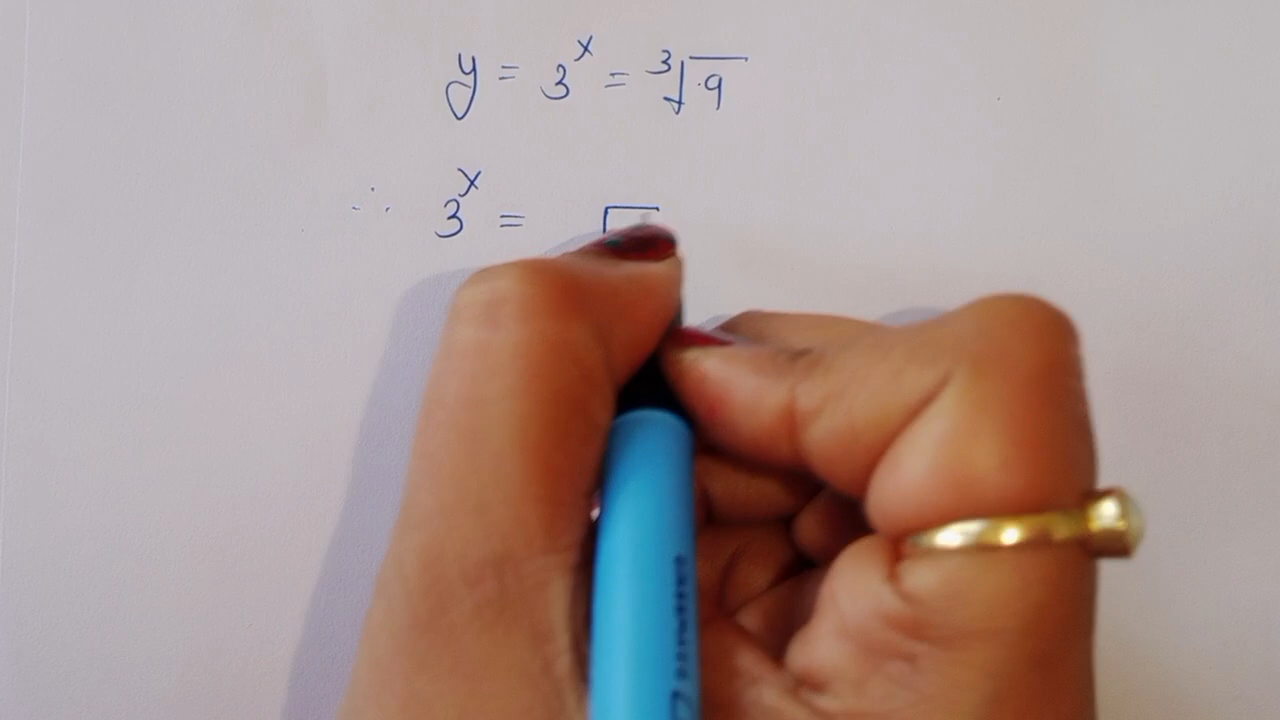 y = 3^x = ∛9
∴ 3^x = √